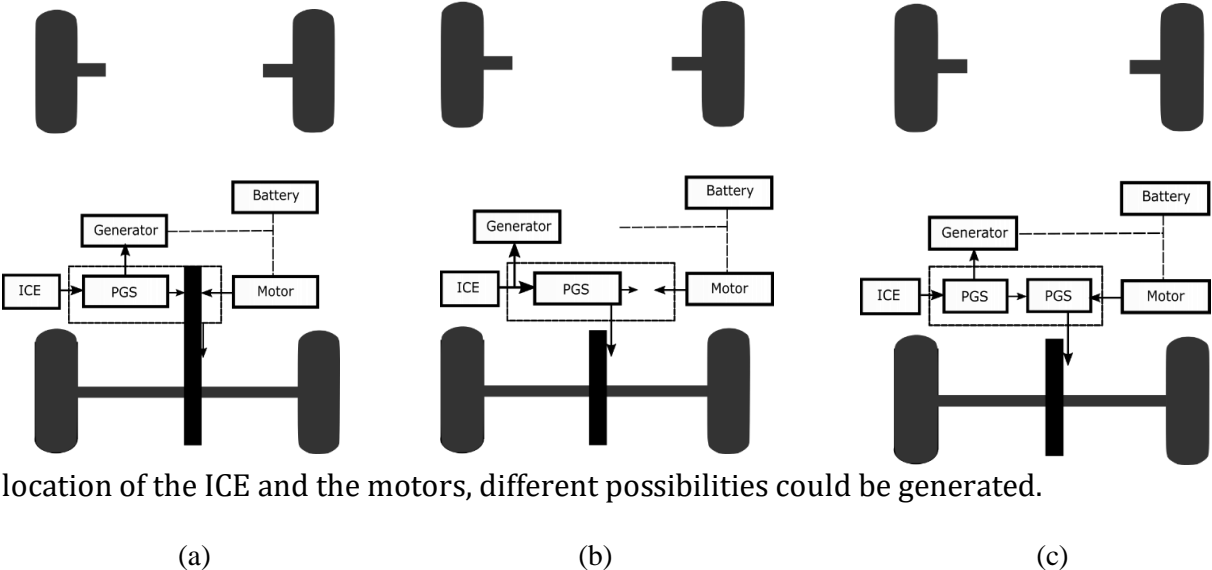 Battery
Generator
ICE
PGS
Motor
Battery
Generator
ICE
PGS
Motor
Battery
Generator
ICE
PGS
PGS
Motor
location of the ICE and the motors, different possibilities could be generated.
(a)
(b)
(c)